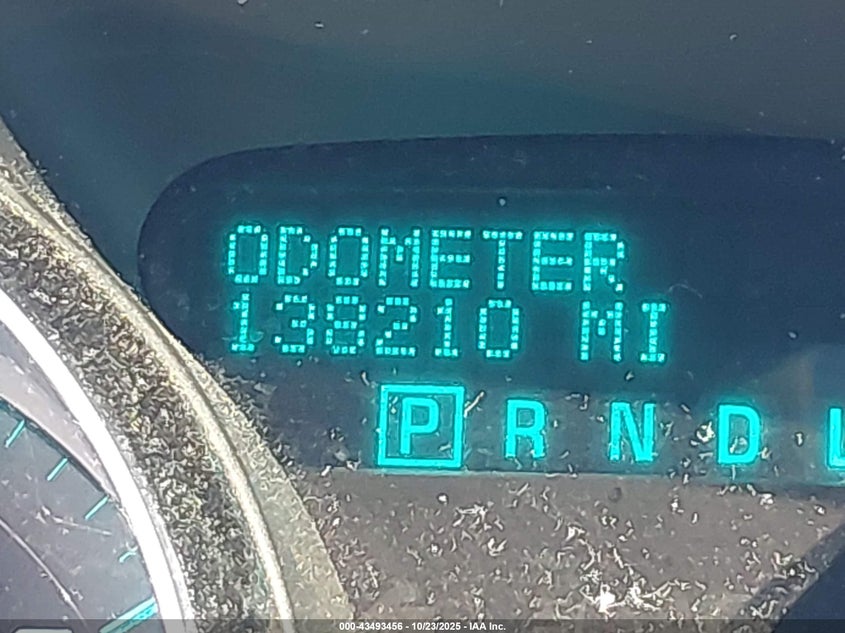 ODOMETER
138210 MI
P R N D L
000-43493456 - 10/23/2025 - IAA Inc.